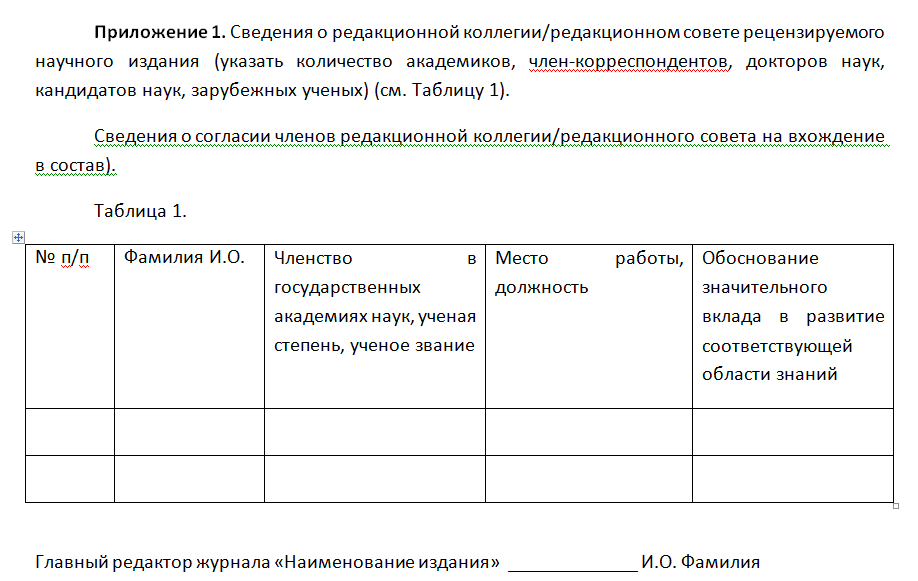 Приложение 1. Сведения о редакционной коллегии/редакционном совете рецензируемого
научного издания (указать количество академиков, член-корреспондентов, докторов наук,
кандидатов наук, зарубежных ученых) (см. Таблицу 1).
Сведения о согласии членов редакционной коллегии/редакционного совета на вхождение
в состав).
Таблица 1.
№ п/п
Фамилия И.О.
Членство в
государственных
академиях наук, ученая
степень, ученое звание
Место работы,
должность
Обоснование
значительного
вклада в развитие
соответствующей
области знаний
Главный редактор журнала «Наименование издания» ______________ И.О. Фамилия